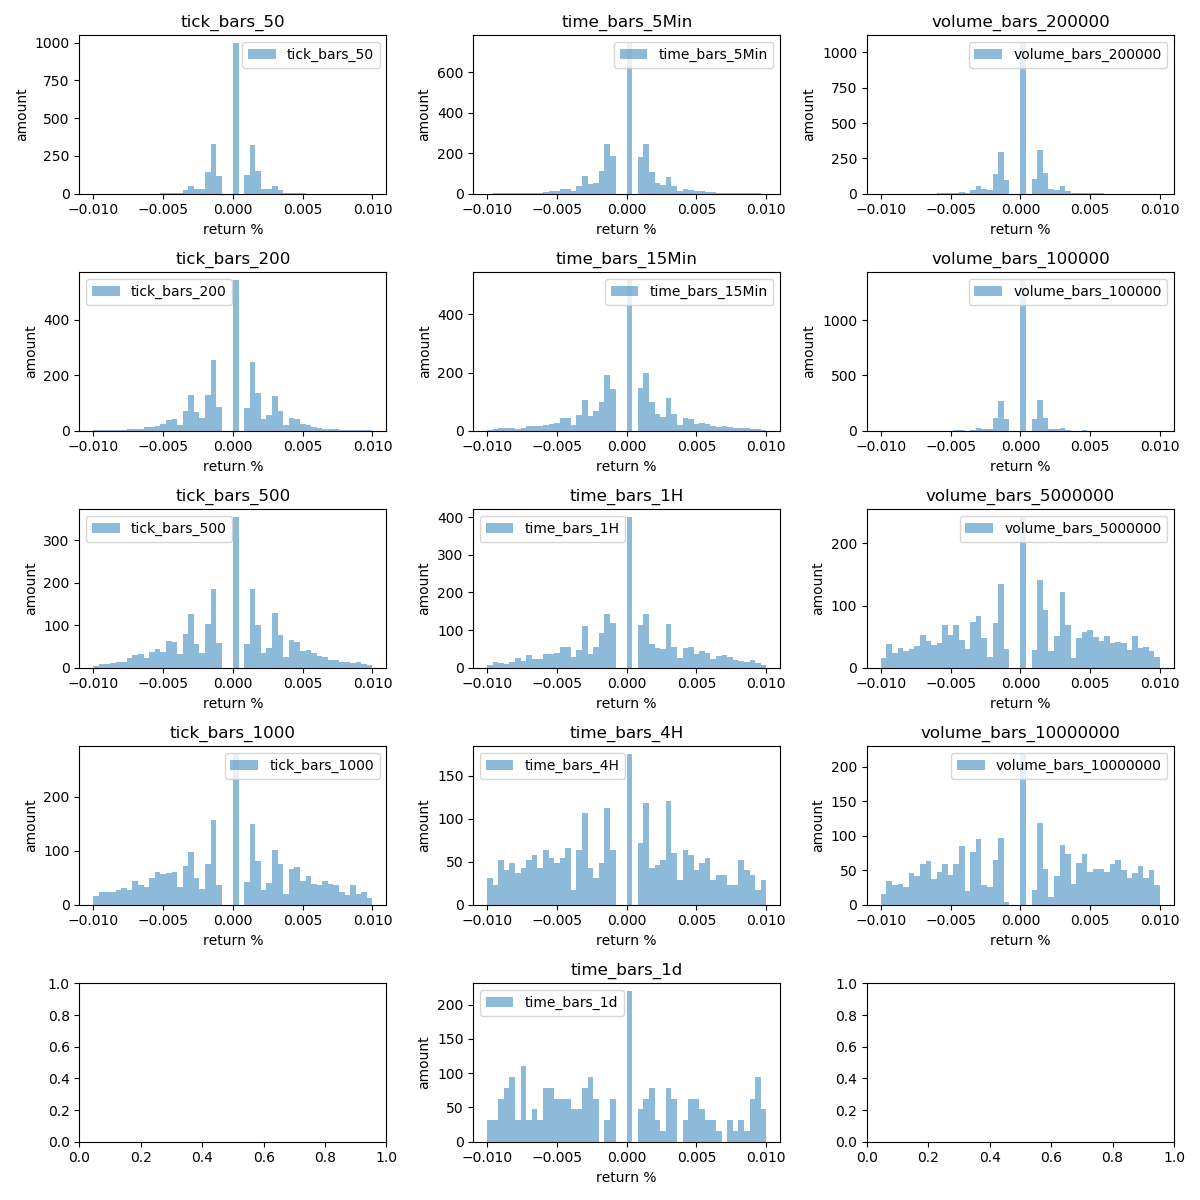 tick_bars_50
time_bars_5Min
volume_bars_200000
1000
750
500
250
0
amount
tick_bars_50
−0.010
−0.005
0.000
0.005
0.010
return %
600
400
200
0
amount
time_bars_5Min
−0.010
−0.005
0.000
0.005
0.010
return %
1000
750
500
250
0
amount
volume_bars_200000
−0.010
−0.005
0.000
0.005
0.010
return %
tick_bars_200
time_bars_15Min
volume_bars_100000
400
200
0
amount
tick_bars_200
−0.010
−0.005
0.000
0.005
0.010
return %
400
200
0
amount
time_bars_15Min
−0.010
−0.005
0.000
0.005
0.010
return %
1000
500
0
amount
volume_bars_100000
−0.010
−0.005
0.000
0.005
0.010
return %
tick_bars_500
time_bars_1H
volume_bars_5000000
300
200
100
0
amount
tick_bars_500
−0.010
−0.005
0.000
0.005
0.010
return %
400
300
200
100
0
amount
time_bars_1H
−0.010
−0.005
0.000
0.005
0.010
return %
200
100
0
amount
volume_bars_5000000
−0.010
−0.005
0.000
0.005
0.010
return %
tick_bars_1000
time_bars_4H
volume_bars_10000000
200
100
0
amount
tick_bars_1000
−0.010
−0.005
0.000
0.005
0.010
return %
150
100
50
0
amount
time_bars_4H
−0.010
−0.005
0.000
0.005
0.010
return %
200
150
100
50
0
amount
volume_bars_10000000
−0.010
−0.005
0.000
0.005
0.010
return %
time_bars_1d
1.0
0.8
0.6
0.4
0.2
0.0
0.0
0.2
0.4
0.6
0.8
1.0
200
150
100
50
0
amount
time_bars_1d
−0.010
−0.005
0.000
0.005
0.010
return %
1.0
0.8
0.6
0.4
0.2
0.0
0.0
0.2
0.4
0.6
0.8
1.0